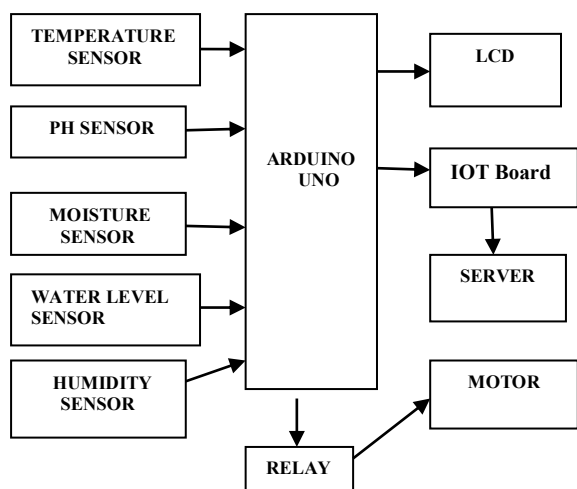 TEMPERATURE
SENSOR
PH SENSOR
MOISTURE
SENSOR
WATER LEVEL
SENSOR
HUMIDITY
SENSOR
ARDUINO
UNO
RELAY
LCD
IOT Board
SERVER
MOTOR